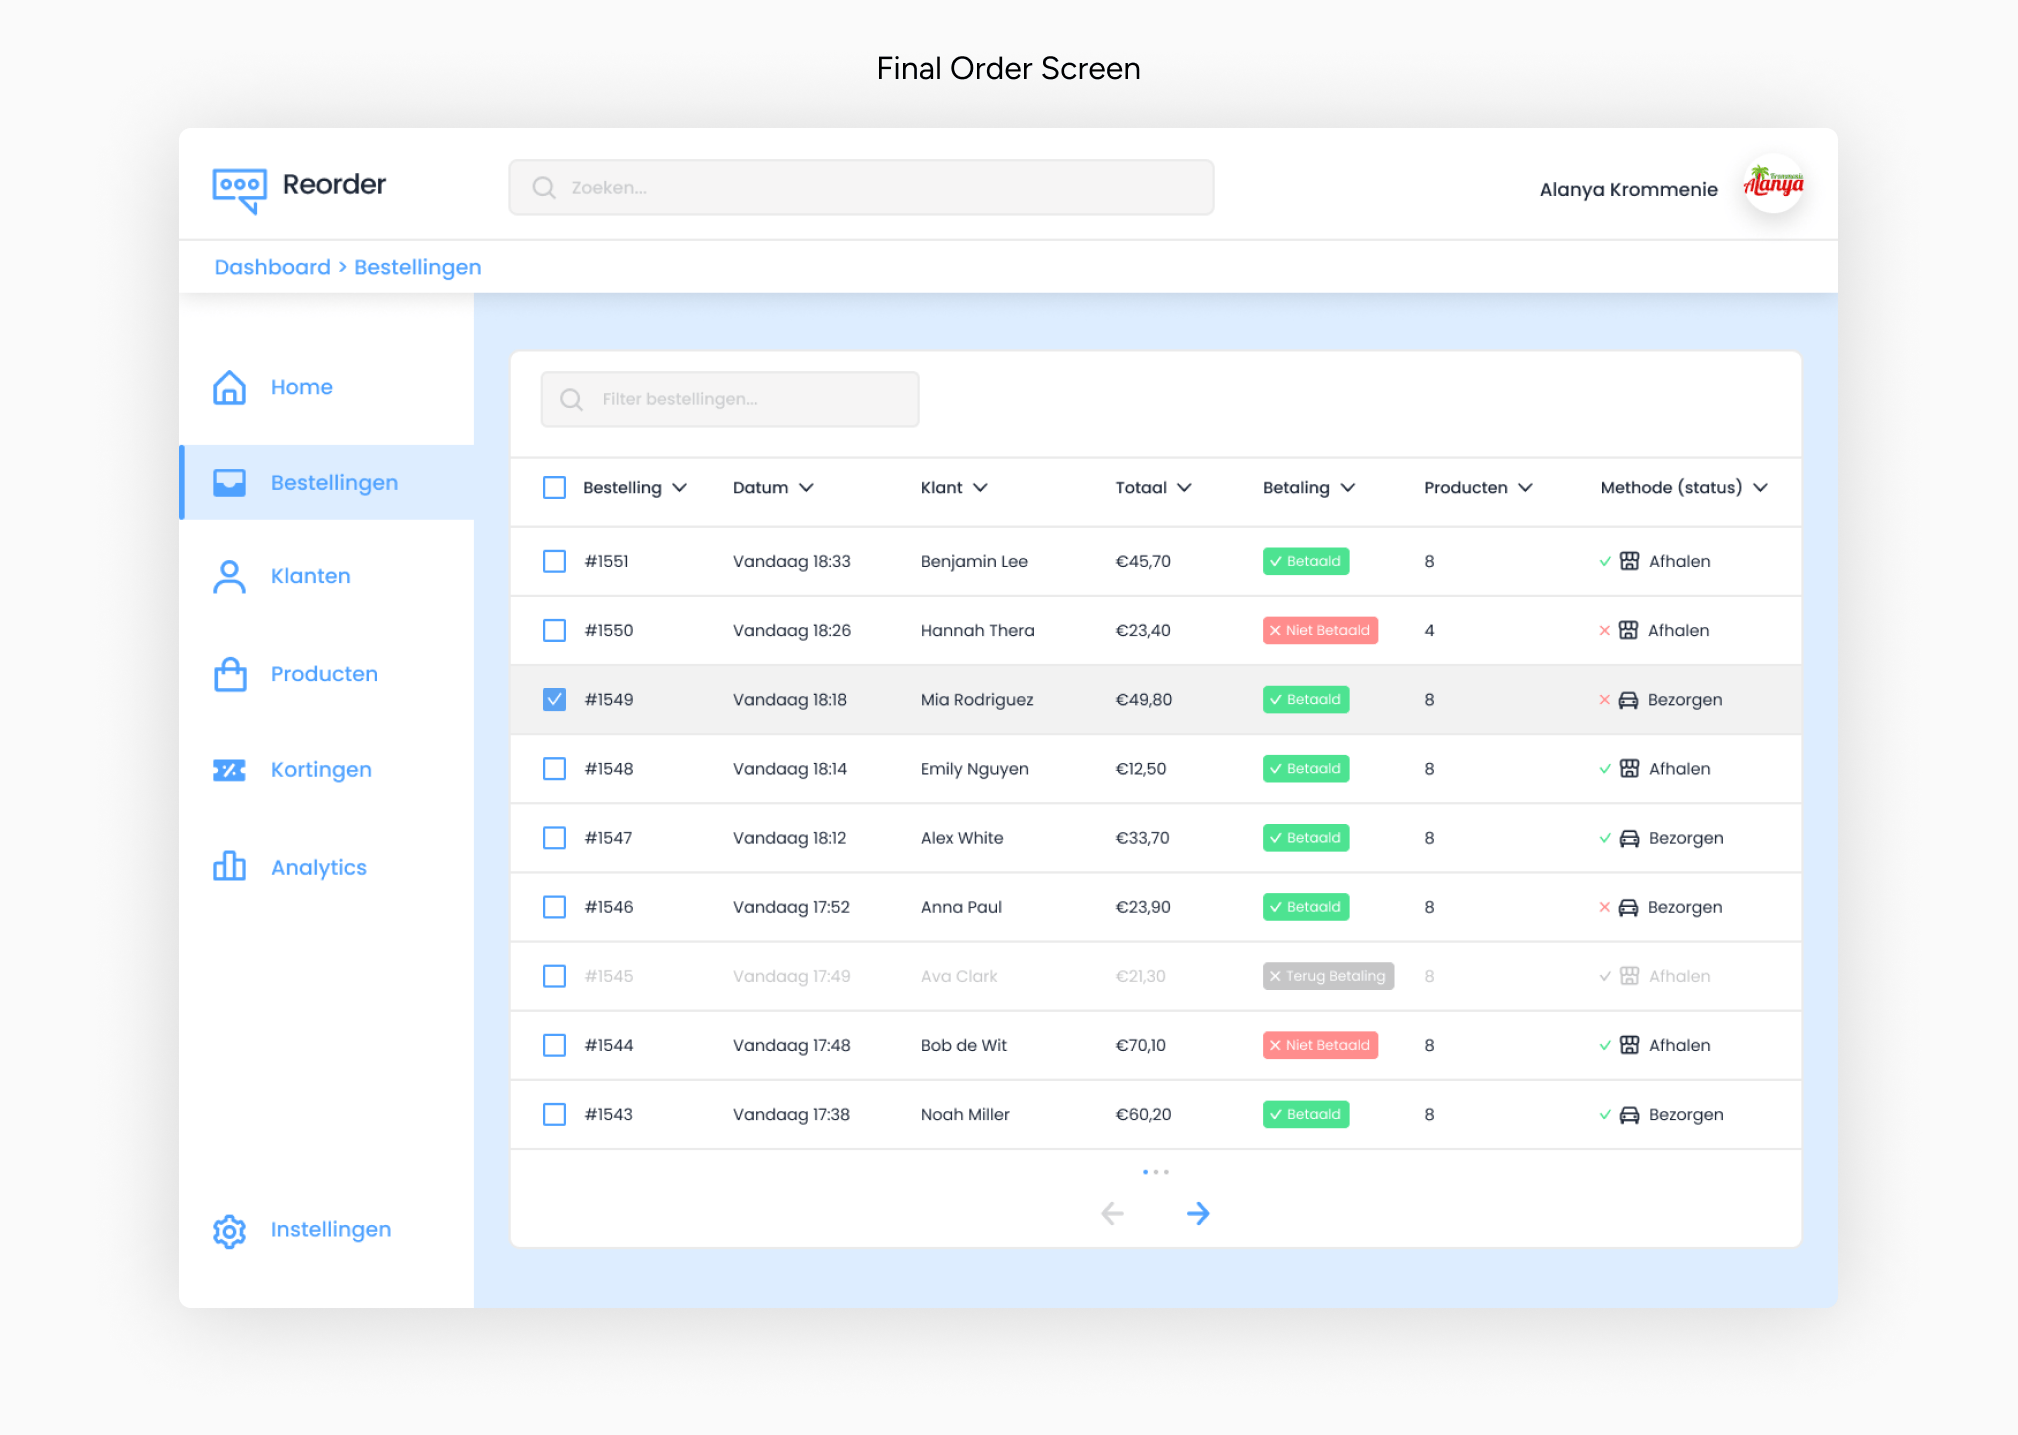 Final Order Screen
Reorder
Zoeken...
Alanya Krommenie
Krommenie
Alanya
Dashboard > Bestellingen
Home
Bestellingen
Klanten
Producten
Kortingen
Analytics
Instellingen
Filter bestellingen...
Bestelling Datum Klant Totaal Betaling Producten Methode (status)
#1551 Vandaag 18:33 Benjamin Lee €45,70 Betaald 8 Afhalen
#1550 Vandaag 18:26 Hannah Thera €23,40 Niet Betaald 4 Afhalen
#1549 Vandaag 18:18 Mia Rodriguez €49,80 Betaald 8 Bezorgen
#1548 Vandaag 18:14 Emily Nguyen €12,50 Betaald 8 Afhalen
#1547 Vandaag 18:12 Alex White €33,70 Betaald 8 Bezorgen
#1546 Vandaag 17:52 Anna Paul €23,90 Betaald 8 Bezorgen
#1545 Vandaag 17:49 Ava Clark €21,30 Terug Betaling 8 Afhalen
#1544 Vandaag 17:48 Bob de Wit €70,10 Niet Betaald 8 Afhalen
#1543 Vandaag 17:38 Noah Miller €60,20 Betaald 8 Bezorgen